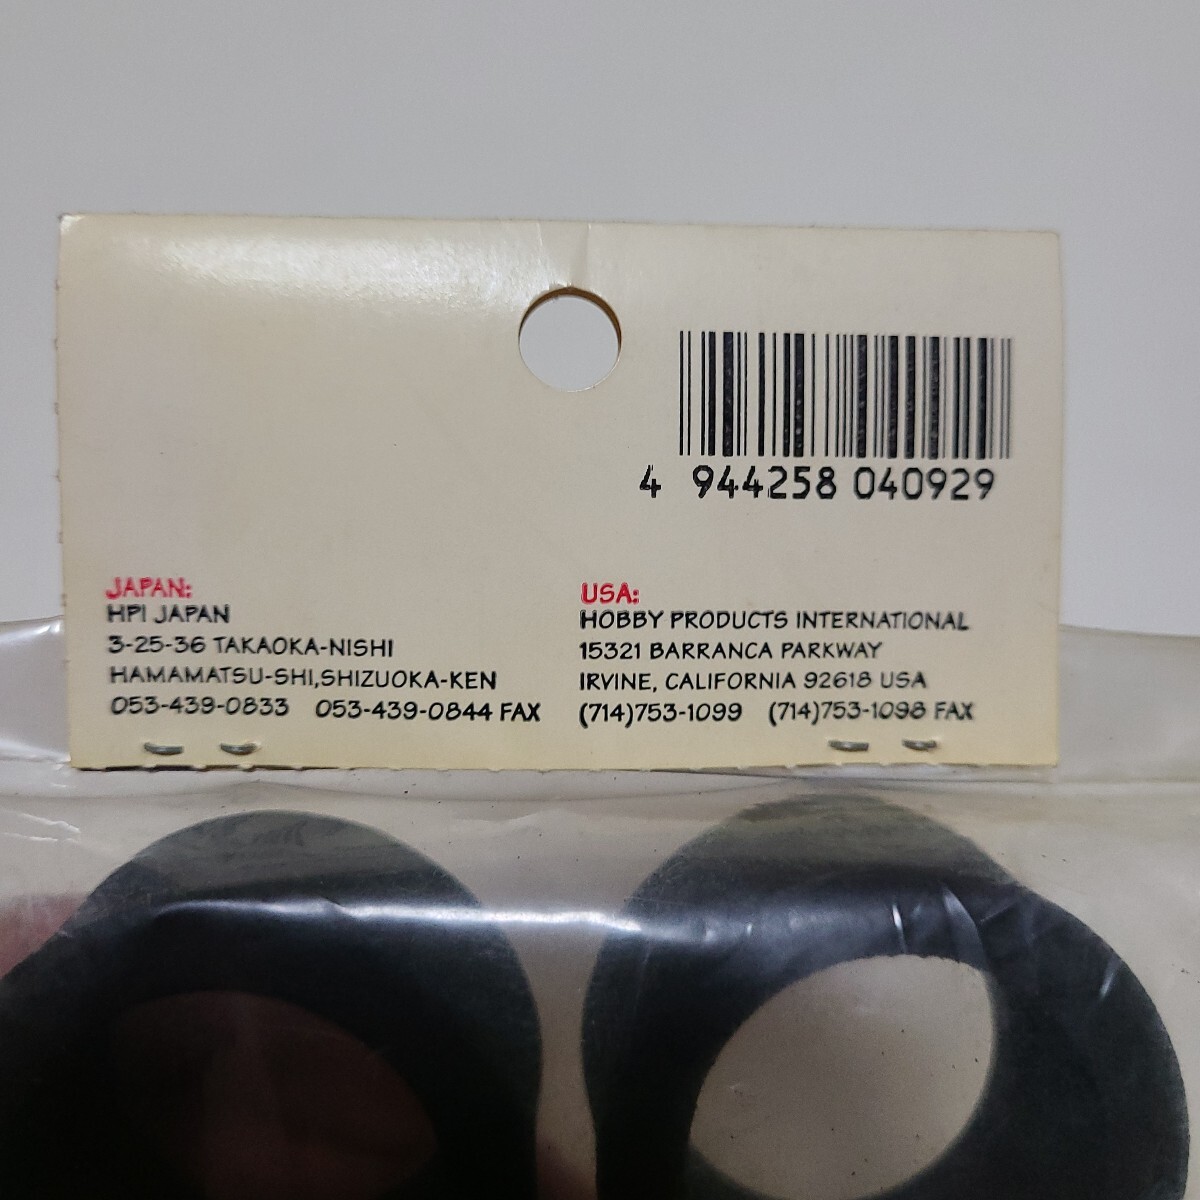 4 944258 040929
JAPAN:
HPI JAPAN
3-25-36 TAKAOKA-NISHI
HAMAMATSU-SHI,SHIZUOKA-KEN
053-439-0833 053-439-0844 FAX
USA:
HOBBY PRODUCTS INTERNATIONAL
15321 BARRANCA PARKWAY
IRVINE, CALIFORNIA 92618 USA
(714)753-1099 (714)753-1098 FAX